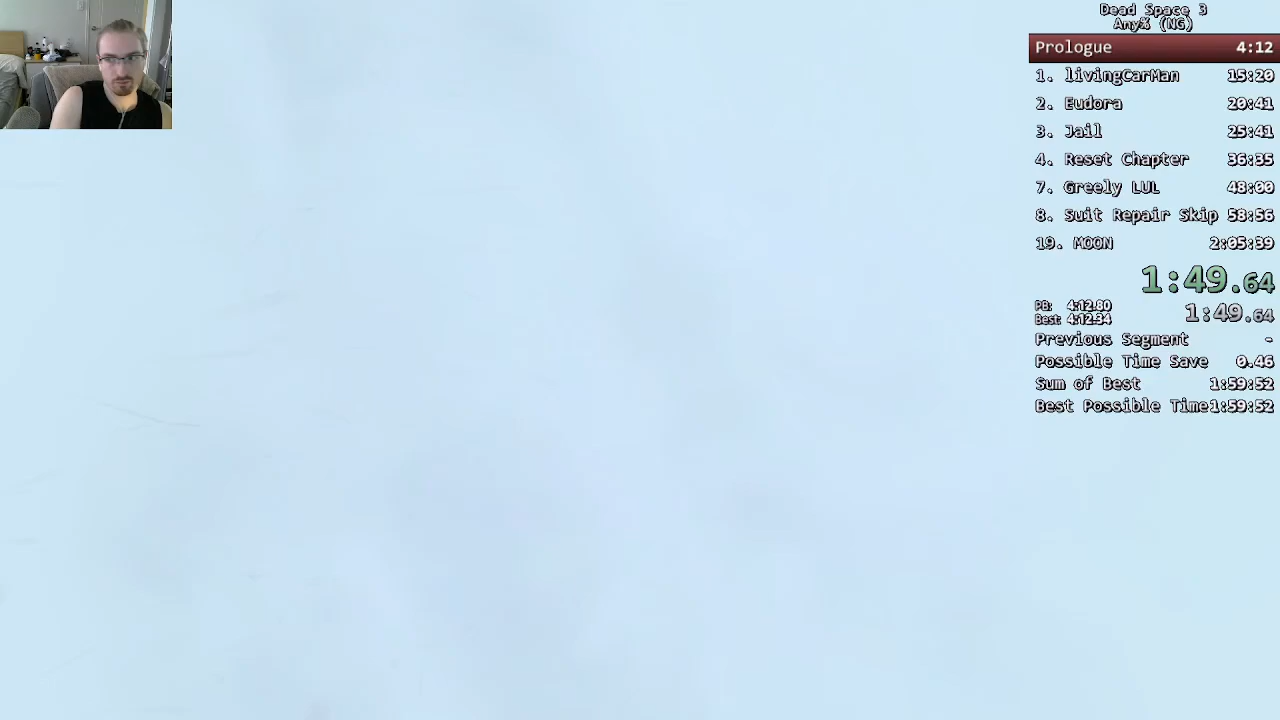 Dead Space 3
Any% (NG)
Prologue 4:12
1. livingCarMan 15:20
2. Eudora 20:41
3. Jail 25:41
4. Reset Chapter 36:35
7. Greely LUL 48:00
8. Suit Repair Skip 58:56
19. MOON 2:05:39
1:49.64
PB: 4:12.80
Best: 4:12.34
1:49.64
Previous Segment -
Possible Time Save 0.46
Sum of Best 1:59:52
Best Possible Time 1:59:52